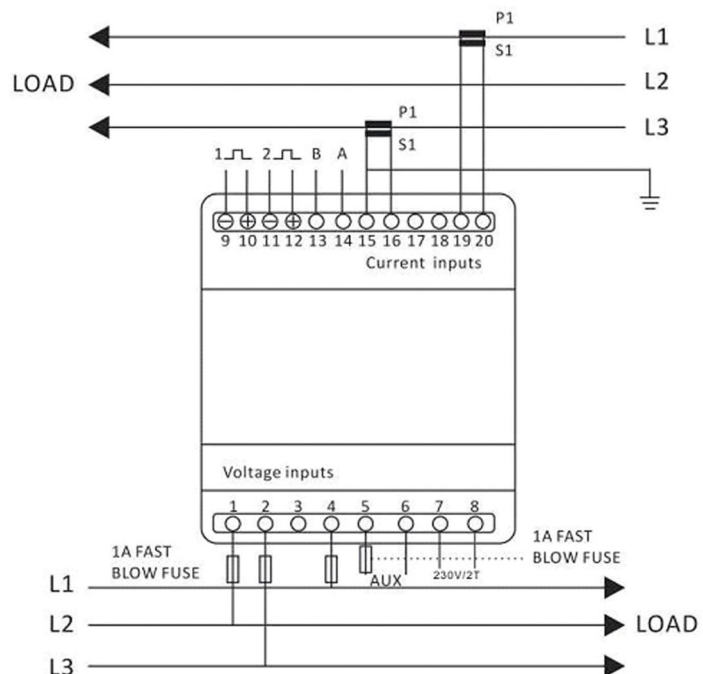 P1
L1
S1
LOAD
L2
P1
L3
S1
1 2 B A
9 10 11 12 13 14 15 16 17 18 19 20
Current inputs
Voltage inputs
1 2 3 4 5 6 7 8
1A FAST
BLOW FUSE
1A FAST
BLOW FUSE
AUX
230V/2T
L1
L2
LOAD
L3